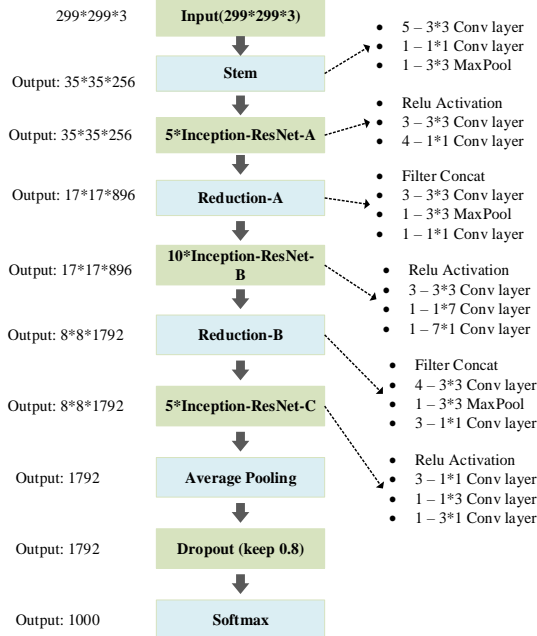 299*299*3
Input(299*299*3)
• 5 – 3*3 Conv layer
• 1 – 1*1 Conv layer
• 1 – 3*3 MaxPool
Output: 35*35*256
Stem
• Relu Activation
• 3 – 3*3 Conv layer
• 4 – 1*1 Conv layer
Output: 35*35*256
5*Inception-ResNet-A
• Filter Concat
• 3 – 3*3 Conv layer
• 1 – 3*3 MaxPool
• 1 – 1*1 Conv layer
Output: 17*17*896
Reduction-A
Output: 17*17*896
10*Inception-ResNet-
B
• Relu Activation
• 3 – 3*3 Conv layer
• 1 – 1*7 Conv layer
• 1 – 7*1 Conv layer
Output: 8*8*1792
Reduction-B
• Filter Concat
• 4 – 3*3 Conv layer
• 1 – 3*3 MaxPool
• 3 – 1*1 Conv layer
Output: 8*8*1792
5*Inception-ResNet-C
• Relu Activation
• 3 – 1*1 Conv layer
• 1 – 1*3 Conv layer
• 1 – 3*1 Conv layer
Output: 1792
Average Pooling
Output: 1792
Dropout (keep 0.8)
Output: 1000
Softmax